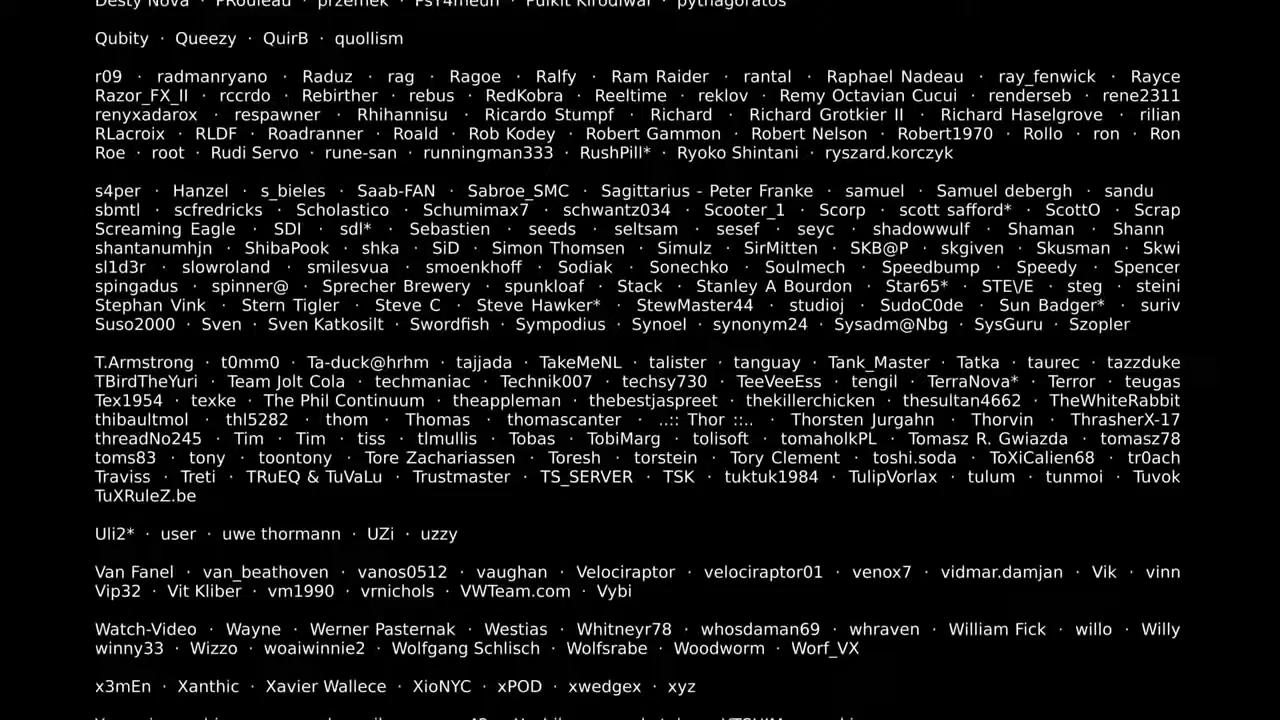 Desty Nova · PRouleau · przemek · PsY4medh · Pulkit Kirodiwal · pythagoratos
Qubity · Queezy · QuirB · quollism
r09 · radmanryano · Raduz · rag · Ragoe · Ralfy · Ram Raider · rantal · Raphael Nadeau · ray_fenwick · Rayce
Razor_FX_II · rccrdo · Rebirther · rebus · RedKobra · Reeltime · reklov · Remy Octavian Cucui · renderseb · rene2311
renyxadarox · respawner · Rhihannisu · Ricardo Stumpf · Richard · Richard Grotkier II · Richard Haselgrove · rilian
RLacroix · RLDF · Roadranner · Roald · Rob Kodey · Robert Gammon · Robert Nelson · Robert1970 · Rollo · ron · Ron
Roe · root · Rudi Servo · rune-san · runningman333 · RushPill* · Ryoko Shintani · ryszard.korczyk
s4per · Hanzel · s_bieles · Saab-FAN · Sabroe_SMC · Sagittarius - Peter Franke · samuel · Samuel debergh · sandu
sbmtl · scfredricks · Scholastico · Schumimax7 · schwantz034 · Scooter_1 · Scorp · scott safford* · ScottO · Scrap
Screaming Eagle · SDI · sdl* · Sebastien · seeds · seltsam · sesef · seyc · shadowwulf · Shaman · Shann
shantanumhjn · ShibaPook · shka · SiD · Simon Thomsen · Simulz · SirMitten · SKB@P · skgiven · Skusman · Skwi
sl1d3r · slowroland · smilesvua · smoenkhoff · Sodiak · Sonechko · Soulmech · Speedbump · Speedy · Spencer
spingadus · spinner@ · Sprecher Brewery · spunkloaf · Stack · Stanley A Bourdon · Star65* · STE\/E · steg · steini
Stephan Vink · Stern Tigler · Steve C · Steve Hawker* · StewMaster44 · studioj · SudoC0de · Sun Badger* · suriv
Suso2000 · Sven · Sven Katkosilt · Swordfish · Sympodius · Synoel · synonym24 · Sysadm@Nbg · SysGuru · Szopler
T.Armstrong · t0mm0 · Ta-duck@hrhm · tajjada · TakeMeNL · talister · tanguay · Tank_Master · Tatka · taurec · tazzduke
TBirdTheYuri · Team Jolt Cola · techmaniac · Technik007 · techsy730 · TeeVeeEss · tengil · TerraNova* · Terror · teugas
Tex1954 · texke · The Phil Continuum · theappleman · thebestjaspreet · thekillerchicken · thesultan4662 · TheWhiteRabbit
thibaultmol · thl5282 · thom · Thomas · thomascanter · ..:: Thor ::.. · Thorsten Jurgahn · Thorvin · ThrasherX-17
threadNo245 · Tim · Tim · tiss · tlmullis · Tobas · TobiMarg · tolisoft · tomaholkPL · Tomasz R. Gwiazda · tomasz78
toms83 · tony · toontony · Tore Zachariassen · Toresh · torstein · Tory Clement · toshi.soda · ToXiCalien68 · tr0ach
Traviss · Treti · TRuEQ & TuVaLu · Trustmaster · TS_SERVER · TSK · tuktuk1984 · TulipVorlax · tulum · tunmoi · Tuvok
TuXRuleZ.be
Uli2* · user · uwe thormann · UZi · uzzy
Van Fanel · van_beathoven · vanos0512 · vaughan · Velociraptor · velociraptor01 · venox7 · vidmar.damjan · Vik · vinn
Vip32 · Vit Kliber · vm1990 · vrnichols · VWTeam.com · Vybi
Watch-Video · Wayne · Werner Pasternak · Westias · Whitneyr78 · whosdaman69 · whraven · William Fick · willo · Willy
winny33 · Wizzo · woaiwinnie2 · Wolfgang Schlisch · Wolfsrabe · Woodworm · Worf_VX
x3mEn · Xanthic · Xavier Wallece · XioNYC · xPOD · xwedgex · xyz